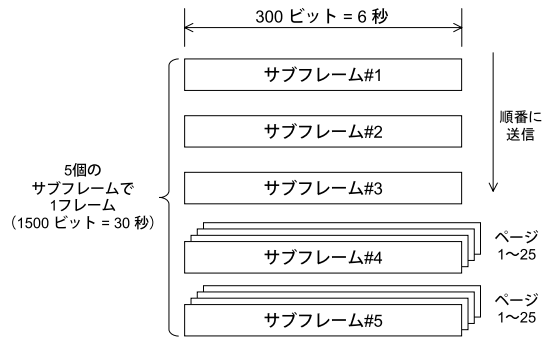 300 ビット = 6 秒
サブフレーム#1
サブフレーム#2
サブフレーム#3
サブフレーム#4
サブフレーム#5
順番に
送信
5個の
サブフレームで
1フレーム
（1500 ビット = 30 秒）
ページ
1〜25
ページ
1〜25